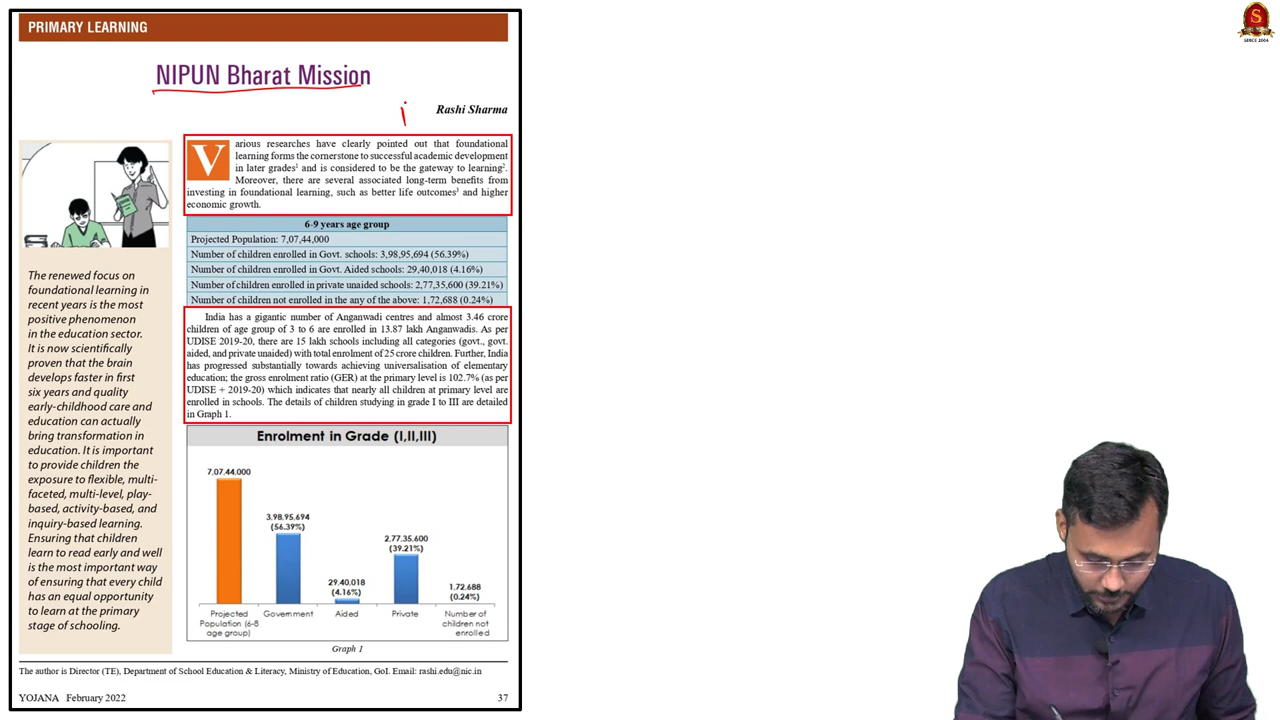 PRIMARY LEARNING
NIPUN Bharat Mission
i
Rashi Sharma
The renewed focus on
foundational learning in
recent years is the most
positive phenomenon
in the education sector.
It is now scientifically
proven that the brain
develops faster in first
six years and quality
early-childhood care and
education can actually
bring transformation in
education. It is important
to provide children the
exposure to flexible, multi-
faceted, multi-level, play-
based, activity-based, and
inquiry-based learning.
Ensuring that children
learn to read early and well
is the most important way
of ensuring that every child
has an equal opportunity
to learn at the primary
stage of schooling.
Various researches have clearly pointed out that foundational
learning forms the cornerstone to successful academic development
in later grades¹ and is considered to be the gateway to learning².
Moreover, there are several associated long-term benefits from
investing in foundational learning, such as better life outcomes³ and higher
economic growth.
6-9 years age group
Projected Population: 7,07,44,000
Number of children enrolled in Govt. schools: 3,98,95,694 (56.39%)
Number of children enrolled in Govt. Aided schools: 29,40,018 (4.16%)
Number of children enrolled in private unaided schools: 2,77,35,600 (39.21%)
Number of children not enrolled in the any of the above: 1,72,688 (0.24%)
India has a gigantic number of Anganwadi centres and almost 3.46 crore
children of age group of 3 to 6 are enrolled in 13.87 lakh Anganwadis. As per
UDISE 2019-20, there are 15 lakh schools including all categories (govt., govt.
aided, and private unaided) with total enrolment of 25 crore children. Further, India
has progressed substantially towards achieving universalisation of elementary
education; the gross enrolment ratio (GER) at the primary level is 102.7% (as per
UDISE + 2019-20) which indicates that nearly all children at primary level are
enrolled in schools. The details of children studying in grade I to III are detailed
in Graph 1.
Enrolment in Grade (I,II,III)
7,07,44,000
3,98,95,694
(56.39%)
29,40,018
(4.16%)
2,77,35,600
(39.21%)
1,72,688
(0.24%)
Projected
Population (6-8
age group)
Government
Aided
Private
Number of
children not
enrolled
Graph 1
The author is Director (TE), Department of School Education & Literacy, Ministry of Education, GoI. Email: rashi.edu@nic.in
YOJANA February 2022
37
S
SINCE 2004